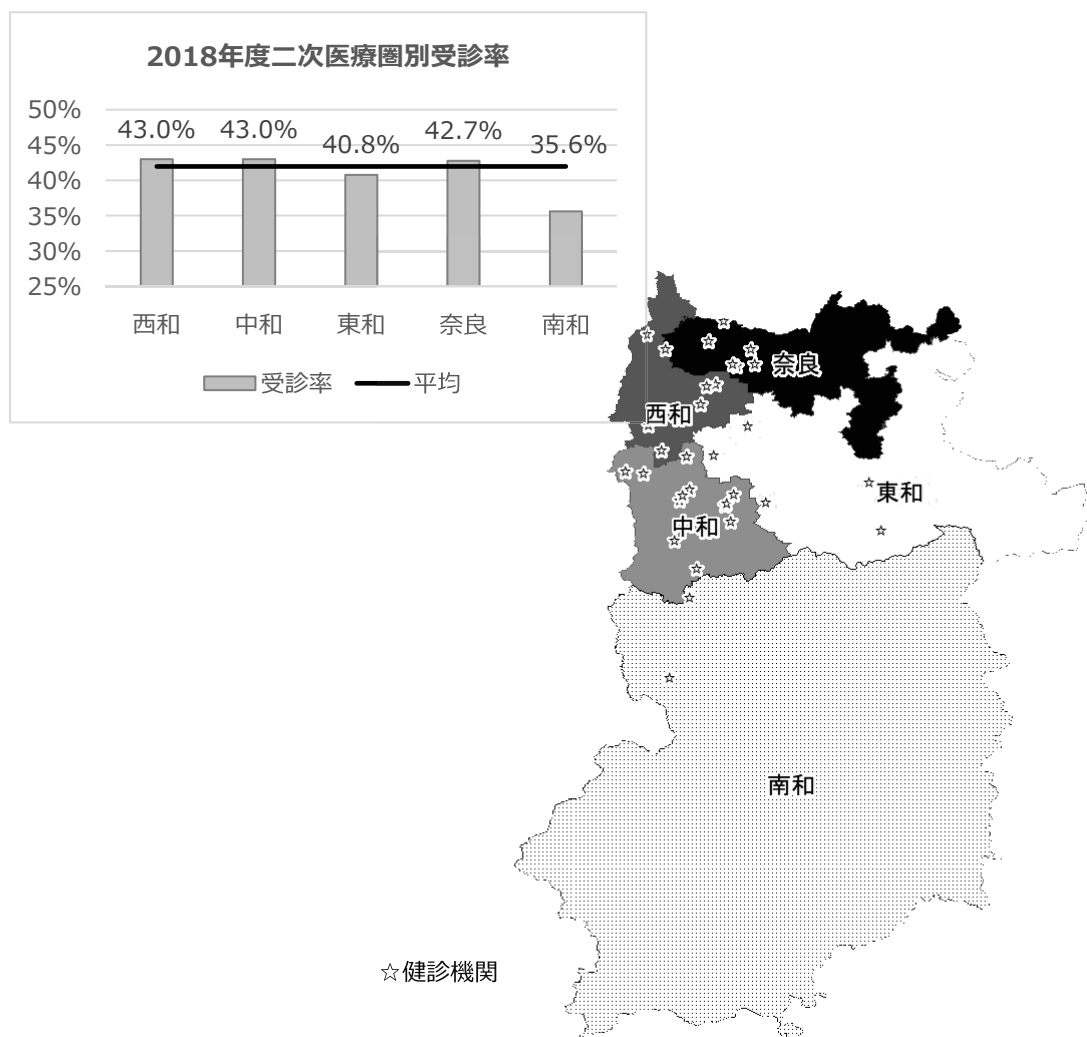 2018年度二次医療圏別受診率
50%
45%
40%
35%
30%
25%
43.0%
43.0%
40.8%
42.7%
35.6%
西和
中和
東和
奈良
南和
受診率
平均
奈良
西和
東和
中和
南和
☆健診機関